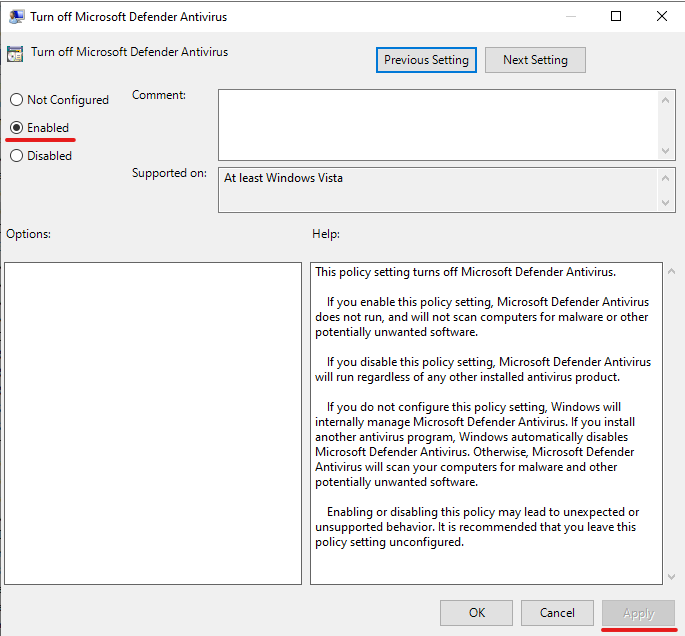 Turn off Microsoft Defender Antivirus
Turn off Microsoft Defender Antivirus
Previous Setting
Next Setting
Not Configured
Enabled
Disabled
Comment:
Supported on:
At least Windows Vista
Options:
Help:
This policy setting turns off Microsoft Defender Antivirus.
If you enable this policy setting, Microsoft Defender Antivirus
does not run, and will not scan computers for malware or other
potentially unwanted software.
If you disable this policy setting, Microsoft Defender Antivirus
will run regardless of any other installed antivirus product.
If you do not configure this policy setting, Windows will
internally manage Microsoft Defender Antivirus. If you install
another antivirus program, Windows automatically disables
Microsoft Defender Antivirus. Otherwise, Microsoft Defender
Antivirus will scan your computers for malware and other
potentially unwanted software.
Enabling or disabling this policy may lead to unexpected or
unsupported behavior. It is recommended that you leave this
policy setting unconfigured.
OK
Cancel
Apply